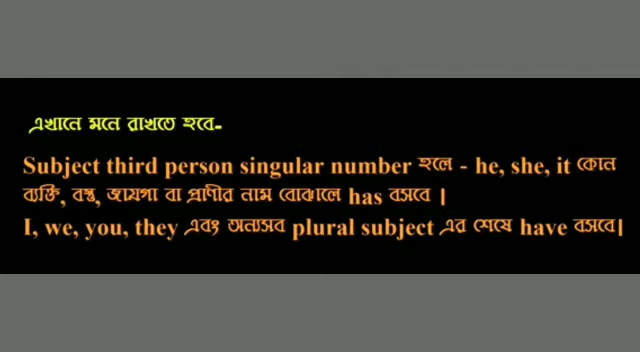 এখানে মনে রাখতে হবে-
Subject third person singular number হলে - he, she, it কোন
ব্যক্তি, বস্তু, জায়গা বা প্রাণীর নাম বোঝালে has বসবে ।
I, we, you, they এবং অন্যসব plural subject এর শেষে have বসবে।